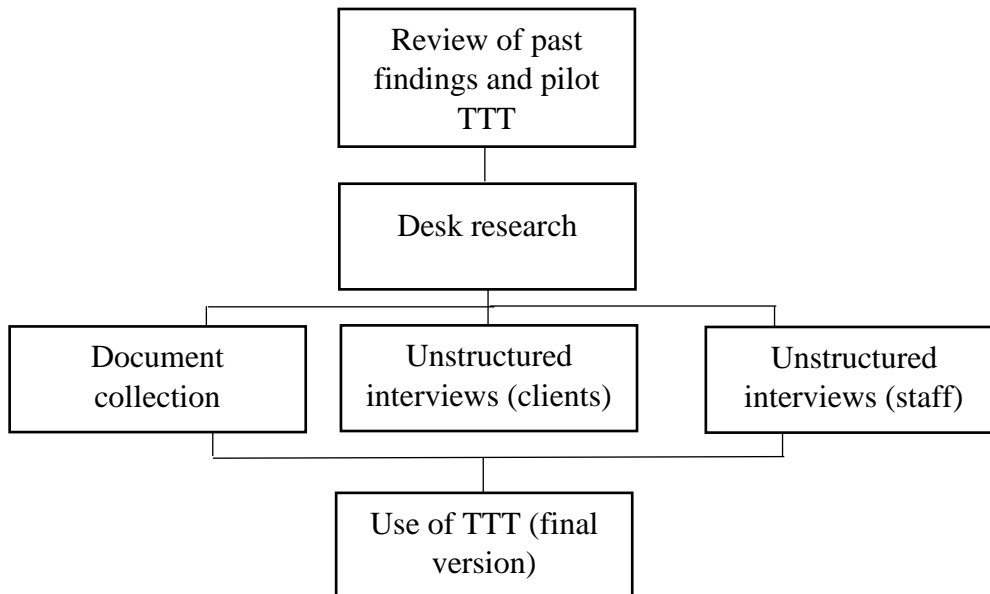 Review of past
findings and pilot
TTT
Desk research
Document
collection
Unstructured
interviews (clients)
Unstructured
interviews (staff)
Use of TTT (final
version)